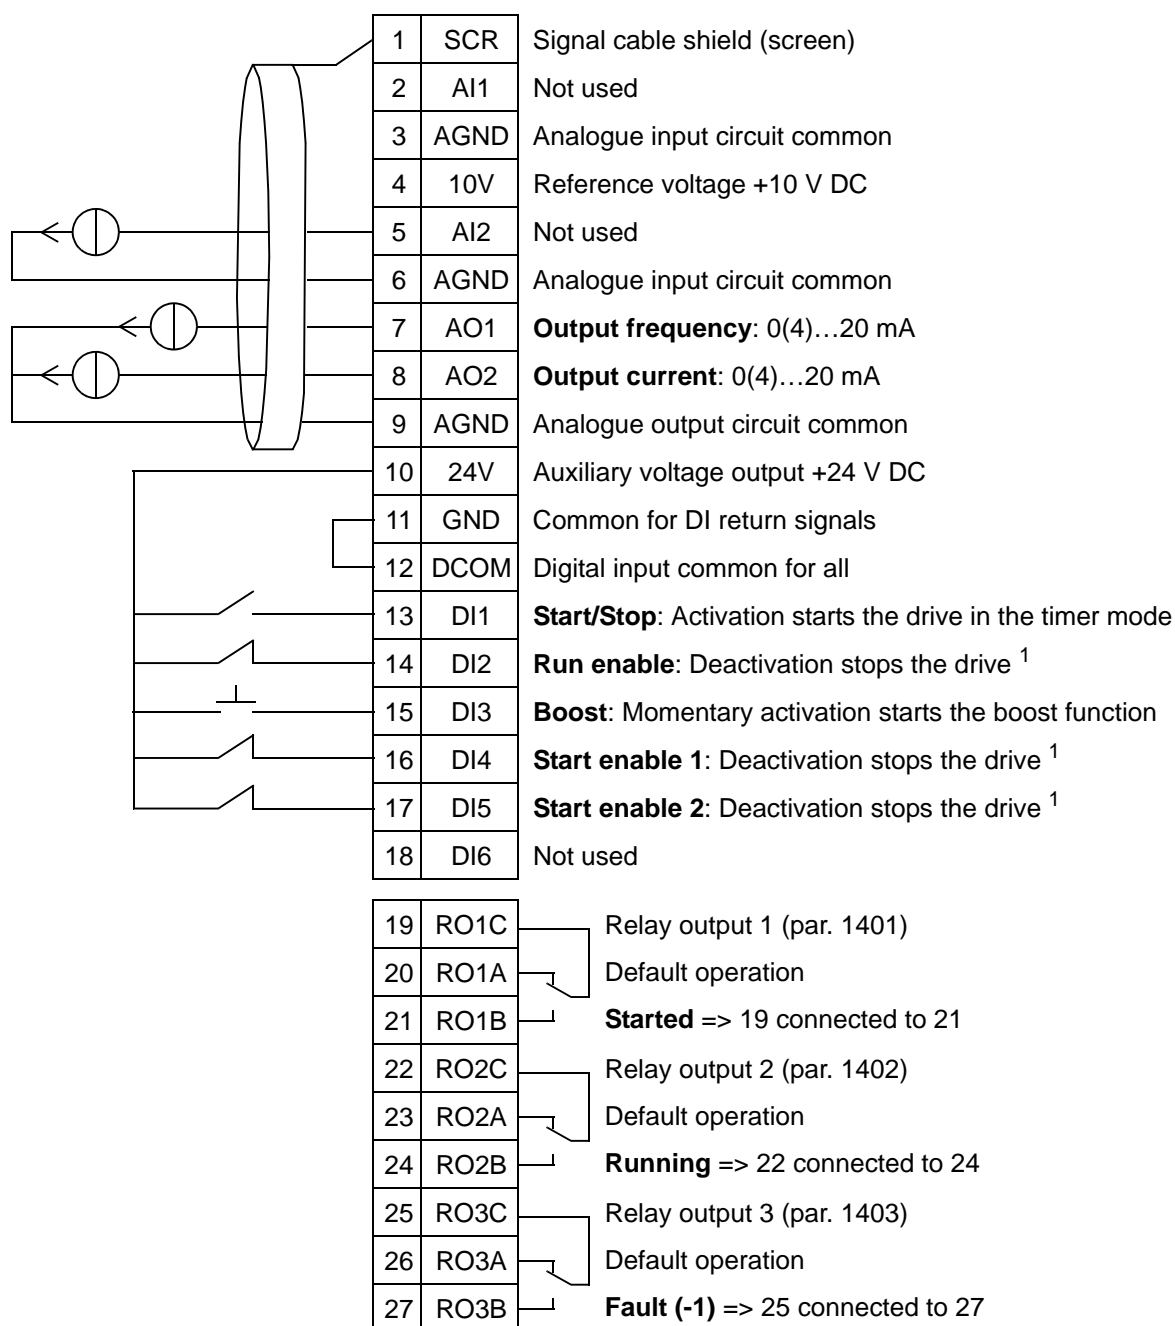 1 SCR Signal cable shield (screen)
2 AI1 Not used
3 AGND Analogue input circuit common
4 10V Reference voltage +10 V DC
5 AI2 Not used
6 AGND Analogue input circuit common
7 AO1 Output frequency: 0(4)…20 mA
8 AO2 Output current: 0(4)…20 mA
9 AGND Analogue output circuit common
10 24V Auxiliary voltage output +24 V DC
11 GND Common for DI return signals
12 DCOM Digital input common for all
13 DI1 Start/Stop: Activation starts the drive in the timer mode
14 DI2 Run enable: Deactivation stops the drive 1
15 DI3 Boost: Momentary activation starts the boost function
16 DI4 Start enable 1: Deactivation stops the drive 1
17 DI5 Start enable 2: Deactivation stops the drive 1
18 DI6 Not used
19 RO1C Relay output 1 (par. 1401)
20 RO1A Default operation
21 RO1B Started => 19 connected to 21
22 RO2C Relay output 2 (par. 1402)
23 RO2A Default operation
24 RO2B Running => 22 connected to 24
25 RO3C Relay output 3 (par. 1403)
26 RO3A Default operation
27 RO3B Fault (-1) => 25 connected to 27